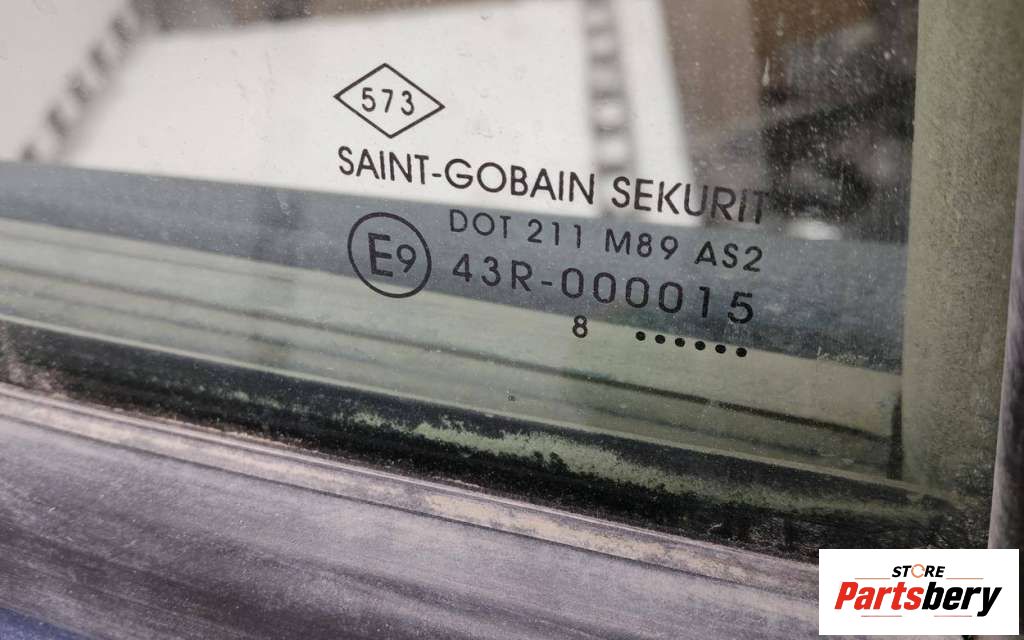 573
SAINT-GOBAIN SEKURIT
DOT 211 M89 AS2
E9
43R-000015
8 ••••••
STORE
Partsbery